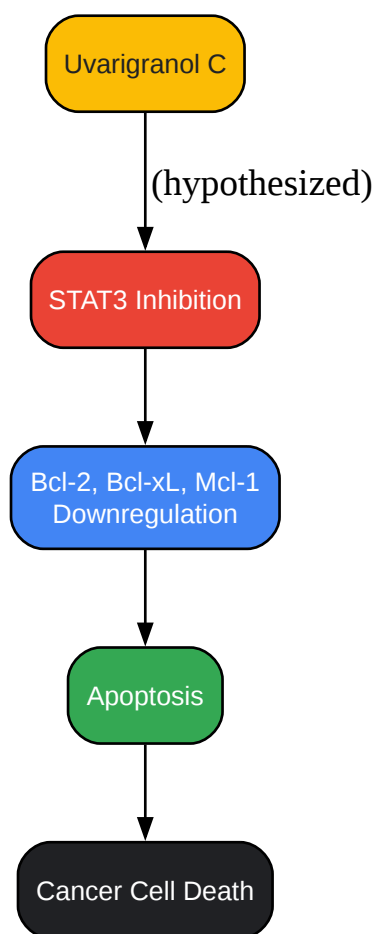 Uvarigranol C
(hypothesized)
STAT3 Inhibition
Bcl-2, Bcl-xL, Mcl-1
Downregulation
Apoptosis
Cancer Cell Death